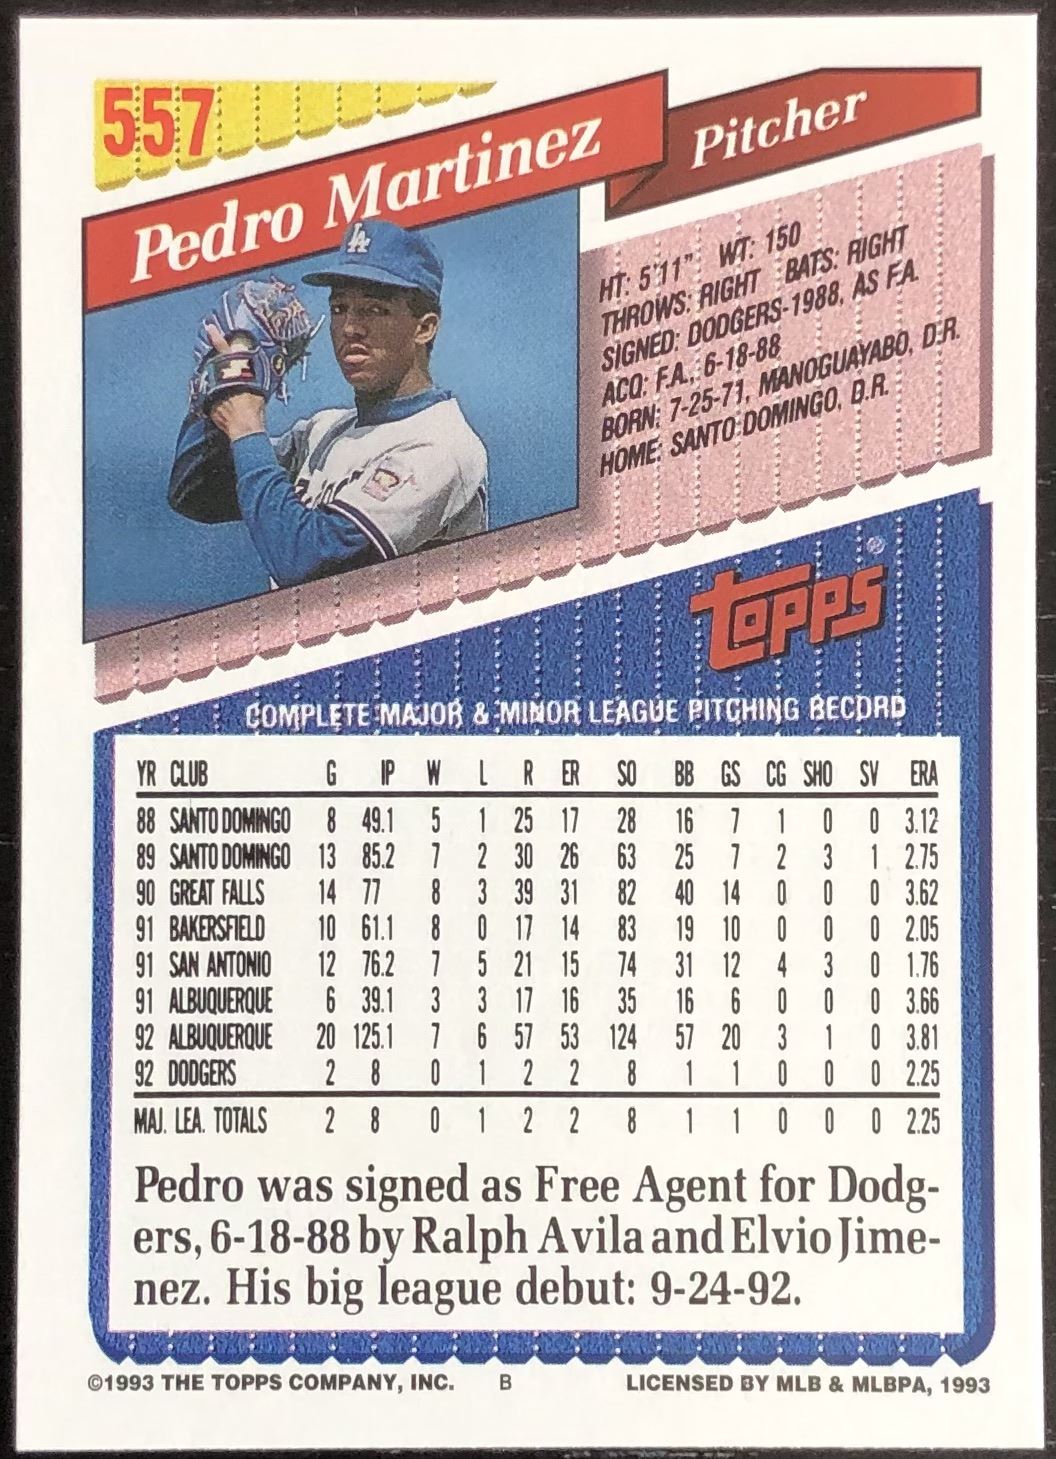 557
Pedro Martinez
Pitcher
LA
HT: 5'11" WT: 150
THROWS: RIGHT BATS: RIGHT
SIGNED: DODGERS-1988, AS F.A.
ACQ: F.A., 6-18-88
BORN: 7-25-71, MANOGUAYABO, D.R.
HOME: SANTO DOMINGO, D.R.
Topps®
COMPLETE MAJOR & MINOR LEAGUE PITCHING RECORD
YR CLUB G IP W L R ER SO BB GS CG SHO SV ERA
88 SANTO DOMINGO 8 49.1 5 1 25 17 28 16 7 1 0 0 3.12
89 SANTO DOMINGO 13 85.2 7 2 30 26 63 25 7 2 3 1 2.75
90 GREAT FALLS 14 77 8 3 39 31 82 40 14 0 0 0 3.62
91 BAKERSFIELD 10 61.1 8 0 17 14 83 19 10 0 0 0 2.05
91 SAN ANTONIO 12 76.2 7 5 21 15 74 31 12 4 3 0 1.76
91 ALBUQUERQUE 6 39.1 3 3 17 16 35 16 6 0 0 0 3.66
92 ALBUQUERQUE 20 125.1 7 6 57 53 124 57 20 3 1 0 3.81
92 DODGERS 2 8 0 1 2 2 8 1 1 0 0 0 2.25
MAJ. LEA. TOTALS 2 8 0 1 2 2 8 1 1 0 0 0 2.25
Pedro was signed as Free Agent for Dodg-
ers, 6-18-88 by Ralph Avila and Elvio Jime-
nez. His big league debut: 9-24-92.
©1993 THE TOPPS COMPANY, INC. B LICENSED BY MLB & MLBPA, 1993